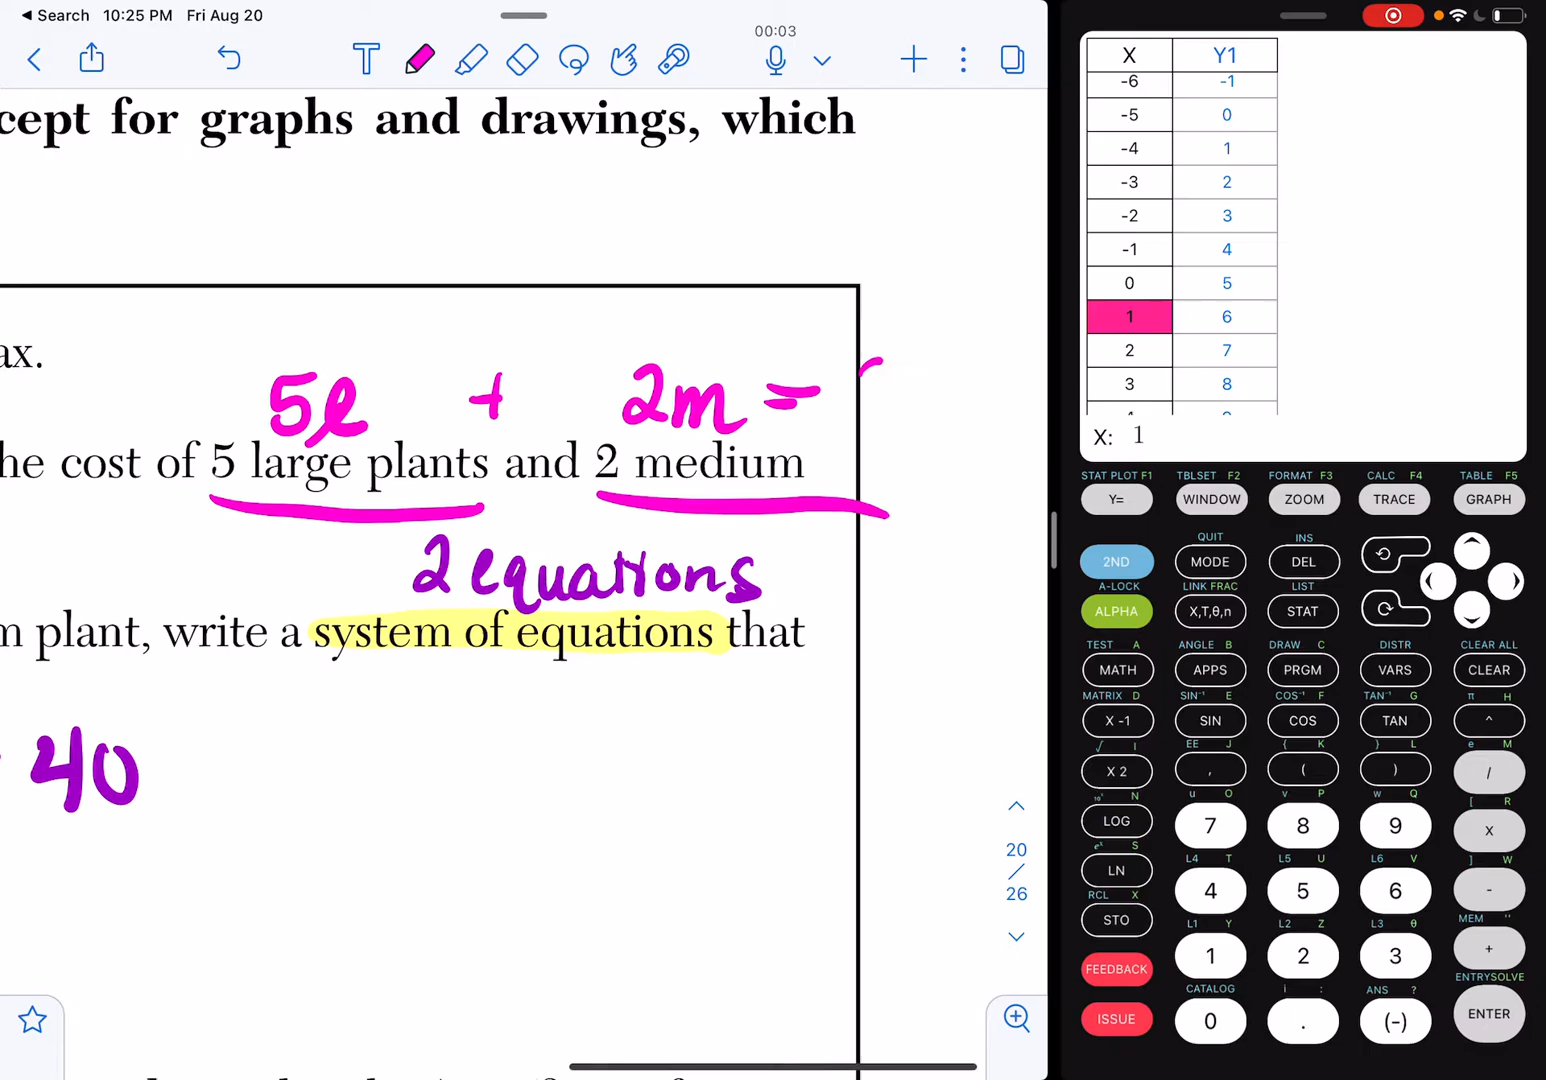 Search 10:25 PM Fri Aug 20
00:03
cept for graphs and drawings, which
ax.
5l + 2m =
he cost of 5 large plants and 2 medium
2 equations
m plant, write a system of equations that
40
20
/
26
X Y1
-6 -1
-5 0
-4 1
-3 2
-2 3
-1 4
0 5
1 6
2 7
3 8
X: 1
STAT PLOT F1 TBLSET F2 FORMAT F3 CALC F4 TABLE F5
Y= WINDOW ZOOM TRACE GRAPH
QUIT INS
2ND MODE DEL
A-LOCK LINK FRAC LIST
ALPHA X,T,θ,n STAT
TEST A ANGLE B DRAW C DISTR CLEAR ALL
MATH APPS PRGM VARS CLEAR
MATRIX D SIN⁻¹ E COS⁻¹ F TAN⁻¹ G π H
X -1 SIN COS TAN ^
√ I EE J { K } L e M
X 2 , ( ) /
10ˣ N u O v P w Q [ R
LOG 7 8 9 x
eˣ S L4 T L5 U L6 V ] W
LN 4 5 6 -
RCL X L1 Y L2 Z L3 θ MEM "
STO 1 2 3 +
FEEDBACK CATALOG i : ANS ? ENTRY SOLVE
ISSUE 0 . (-) ENTER